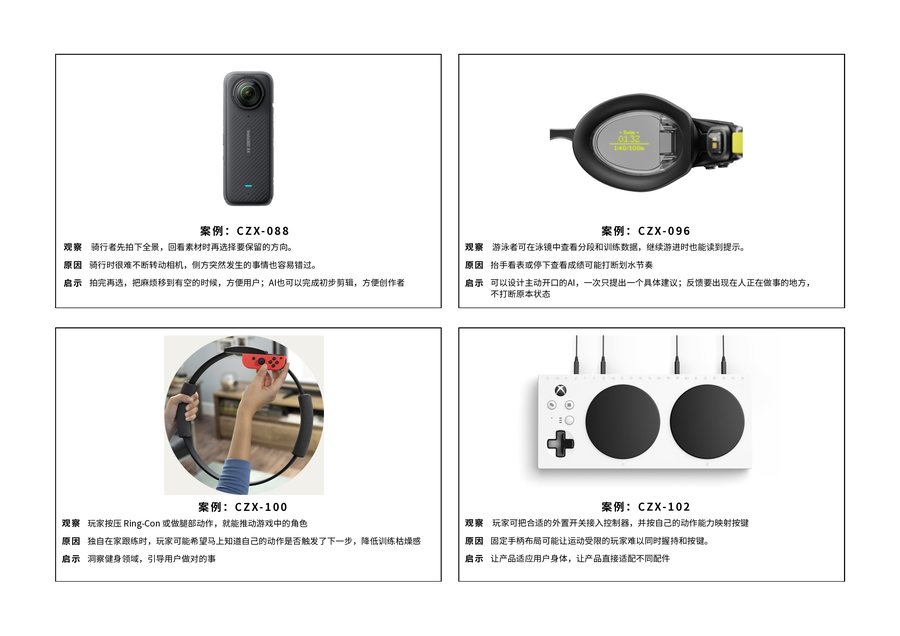 案例：CZX-088
观察 骑行者先拍下全景，回看素材时再选择要保留的方向。
原因 骑行时很难不断转动相机，侧方突然发生的事情也容易错过。
启示 拍完再选，把麻烦移到有空的时候，方便用户；AI也可以完成初步剪辑，方便创作者
Swim
01:32
1:40/100m
案例：CZX-096
观察 游泳者可在泳镜中查看分段和训练数据，继续游进时也能读到提示。
原因 抬手看表或停下查看成绩可能打断划水节奏
启示 可以设计主动开口的AI，一次只提出一个具体建议；反馈要出现在人正在做事的地方，
不打断原本状态
案例：CZX-100
观察 玩家按压 Ring-Con 或做腿部动作，就能推动游戏中的角色
原因 独自在家跟练时，玩家可能希望马上知道自己的动作是否触发了下一步，降低训练枯燥感
启示 洞察健身领域，引导用户做对的事
案例：CZX-102
观察 玩家可把合适的外置开关接入控制器，并按自己的动作能力映射按键
原因 固定手柄布局可能让运动受限的玩家难以同时握持和按键。
启示 让产品适应用户身体，让产品直接适配不同配件